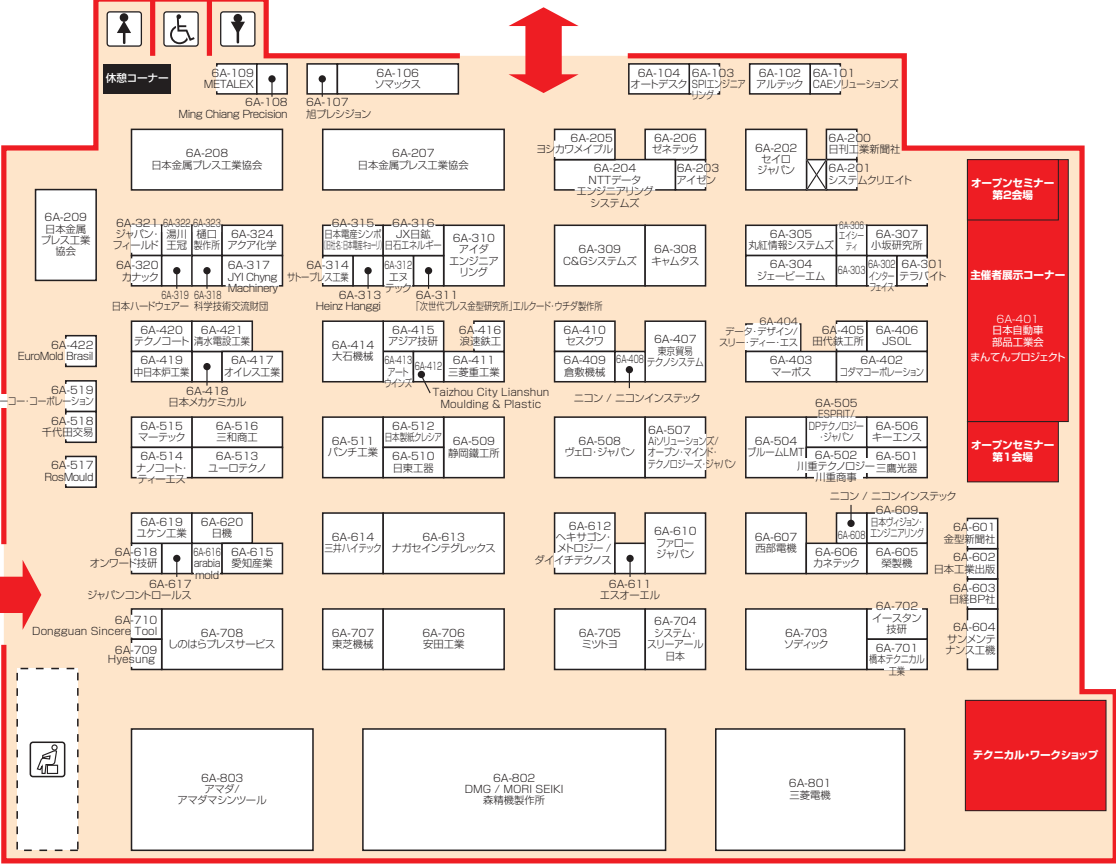 休憩コーナー
6A-109
METALEX
6A-108
Ming Chiang Precision
6A-107
旭プレシジョン
6A-106
ソマックス
6A-104
オートデスク
6A-103
SPIエンジニア
リング
6A-102
アルテック
6A-101
CAEソリューションズ
6A-208
日本金属プレス工業協会
6A-207
日本金属プレス工業協会
6A-205
ヨシカワメイプル
6A-206
ゼネテック
6A-204
NTTデータ
エンジニアリング
システムズ
6A-203
アイゼン
6A-202
セイロ
ジャパン
6A-200
日刊工業新聞社
6A-201
システムクリエイト
オープンセミナー
第2会場
6A-209
日本金属
プレス工業
協会
6A-321
ジャパン・
フィールド
6A-322
湯川
王冠
6A-323
樋口
製作所
6A-324
アクア化学
6A-320
カナック
6A-317
JYI Chyng
Machinery
6A-319
日本ハードウェアー
6A-318
科学技術交流財団
6A-315
日本電産シンポ
6A-316
JX日鉱
日石エネルギー
6A-310
アイダ
エンジニア
リング
6A-314
サトープレス工業
6A-312
エヌ
テック
6A-313
Heinz Hanggi
6A-311
「次世代プレス金型研究所」エルクード・ウチダ製作所
6A-309
C&Gシステムズ
6A-308
キャムタス
6A-305
丸紅情報システムズ
6A-306
エイシー
ティ
6A-307
小坂研究所
6A-304
ジェービーエム
6A-303
6A-302
インター
フェイス
6A-301
テラバイト
主催者展示コーナー
6A-401
日本自動車
部品工業会
まんてんプロジェクト
6A-422
EuroMold Brasil
6A-420
テクノコート
6A-421
清水電設工業
6A-419
中日本炉工業
6A-417
オイレス工業
6A-418
日本メカケミカル
6A-414
大石機械
6A-415
アジア技研
6A-416
浪速鉄工
6A-413
アート
ウインズ
6A-412
6A-411
三菱重工業
Taizhou City Lianshun
Moulding & Plastic
6A-410
セスクワ
6A-409
倉敷機械
6A-408
6A-407
東京貿易
テクノシステム
ニコン / ニコンインステック
6A-404
データ・デザイン/
スリー・ディー・エス
6A-405
田代鉄工所
6A-406
JSOL
6A-403
マーポス
6A-402
コダマコーポレーション
6A-519
ーコー・コーポレーション
6A-518
千代田交易
6A-517
RosMould
6A-515
マーテック
6A-516
三和商工
6A-514
ナノコート・
ティーエス
6A-513
ユーロテクノ
6A-511
パンチ工業
6A-512
日本製紙クレシア
6A-510
日東工器
6A-509
静岡鐵工所
6A-508
ヴェロ・ジャパン
6A-507
Aiソリューションズ/
オープン・マインド・
テクノロジーズ・ジャパン
6A-504
ブルームLMT
6A-505
ESPRIT/
DPテクノロジー
・ジャパン
6A-506
キーエンス
6A-502
川重テクノロジー
川重商事
6A-501
三鷹光器
オープンセミナー
第1会場
6A-619
ユケン工業
6A-620
日機
6A-618
オンワード技研
6A-616
arabia
mold
6A-615
愛知産業
6A-617
ジャパンコントロールス
6A-614
三井ハイテック
6A-613
ナガセインテグレックス
6A-612
ヘキサゴン・
メトロジー /
ダイイチテクノス
6A-610
ファロー
ジャパン
6A-611
エスオーエル
ニコン / ニコンインステック
6A-607
西部電機
6A-608
6A-609
日本ヴィジョン・
エンジニアリング
6A-606
カネテック
6A-605
榮製機
6A-601
金型新聞社
6A-602
日本工業出版
6A-603
日経BP社
6A-604
サンメンテ
ナンス工機
6A-710
Dongguan Sincere Tool
6A-709
Hyesung
6A-708
しのはらプレスサービス
6A-707
東芝機械
6A-706
安田工業
6A-705
ミツトヨ
6A-704
システム・
スリーアール
日本
6A-703
ソディック
6A-702
イースタン
技研
6A-701
橋本テクニカル
工業
テクニカル・ワークショップ
6A-803
アマダ/
アマダマシンツール
6A-802
DMG / MORI SEIKI
森精機製作所
6A-801
三菱電機